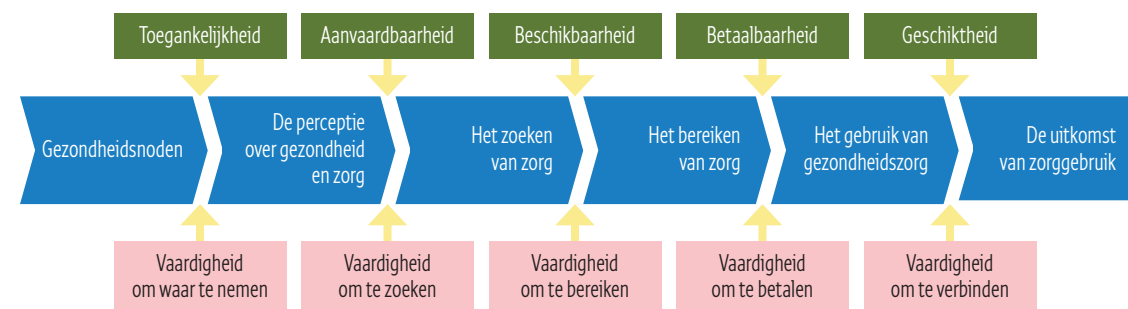 Toegankelijkheid
Aanvaardbaarheid
Beschikbaarheid
Betaalbaarheid
Geschiktheid
Gezondheidsnoden
De perceptie
over gezondheid
en zorg
Het zoeken
van zorg
Het bereiken
van zorg
Het gebruik van
gezondheidszorg
De uitkomst
van zorggebruik
Vaardigheid
om waar te nemen
Vaardigheid
om te zoeken
Vaardigheid
om te bereiken
Vaardigheid
om te betalen
Vaardigheid
om te verbinden